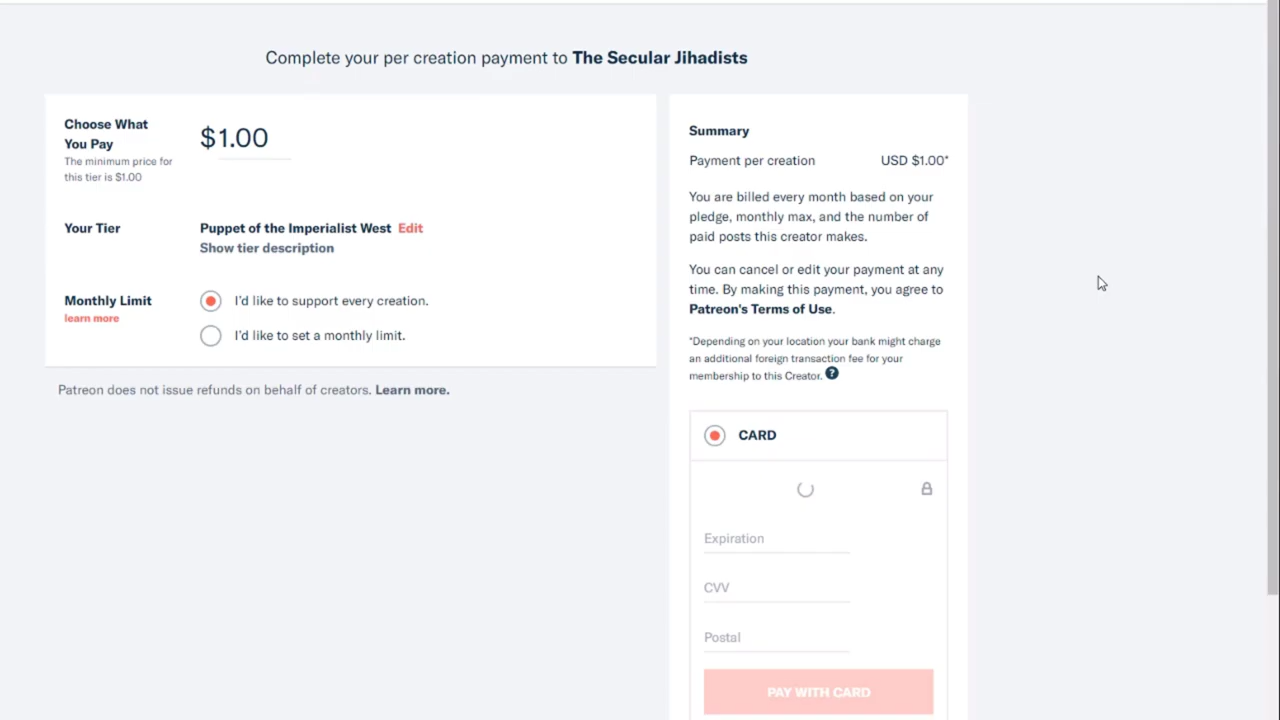 Complete your per creation payment to The Secular Jihadists
Choose What
You Pay
The minimum price for
this tier is $1.00
$1.00
Your Tier
Puppet of the Imperialist West Edit
Show tier description
Monthly Limit
learn more
I'd like to support every creation.
I'd like to set a monthly limit.
Patreon does not issue refunds on behalf of creators. Learn more.
Summary
Payment per creation USD $1.00*
You are billed every month based on your
pledge, monthly max, and the number of
paid posts this creator makes.
You can cancel or edit your payment at any
time. By making this payment, you agree to
Patreon's Terms of Use.
*Depending on your location your bank might charge
an additional foreign transaction fee for your
membership to this Creator. ?
CARD
Expiration
CVV
Postal
PAY WITH CARD